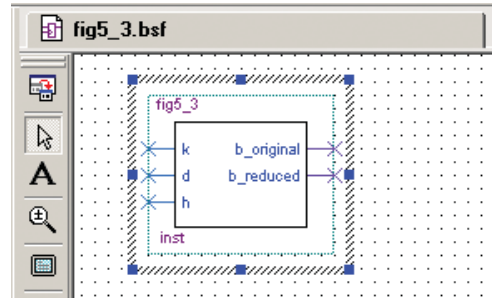 fig5_3.bsf
fig5_3
k b_original
d b_reduced
h
inst
A